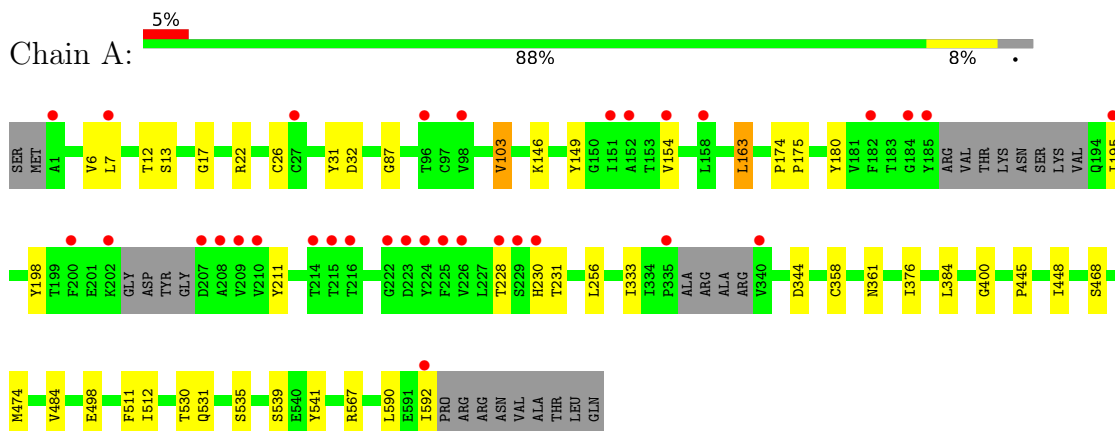 5%
Chain A:
88% 8% •
SER MET A1 V6 L7 T12 S13 G17 R22 C26 C27 Y31 D32 G87 T96 C97 V98 V103 K146 Y149 G150 I151 A152 T153 V154 L158 L163 P174 P175 Y180 V181 F182 T183 G184 Y185 ARG VAL THR LYS ASN SER LYS VAL Q194 I195
Y198 T199 F200 E201 K202 GLY ASP TYR GLY D207 A208 V209 V210 Y211 T214 T215 T216 G222 D223 Y224 F225 V226 L227 T228 S229 H230 T231 L256 I333 I334 P335 ALA ARG ALA ARG V340 D344 C358 N361 I376 L384 G400 P445 I448 S468
M474 V484 E498 F511 I512 T530 Q531 S535 S539 E540 Y541 R567 L590 E591 I592 PRO ARG ARG ASN VAL ALA THR LEU GLN